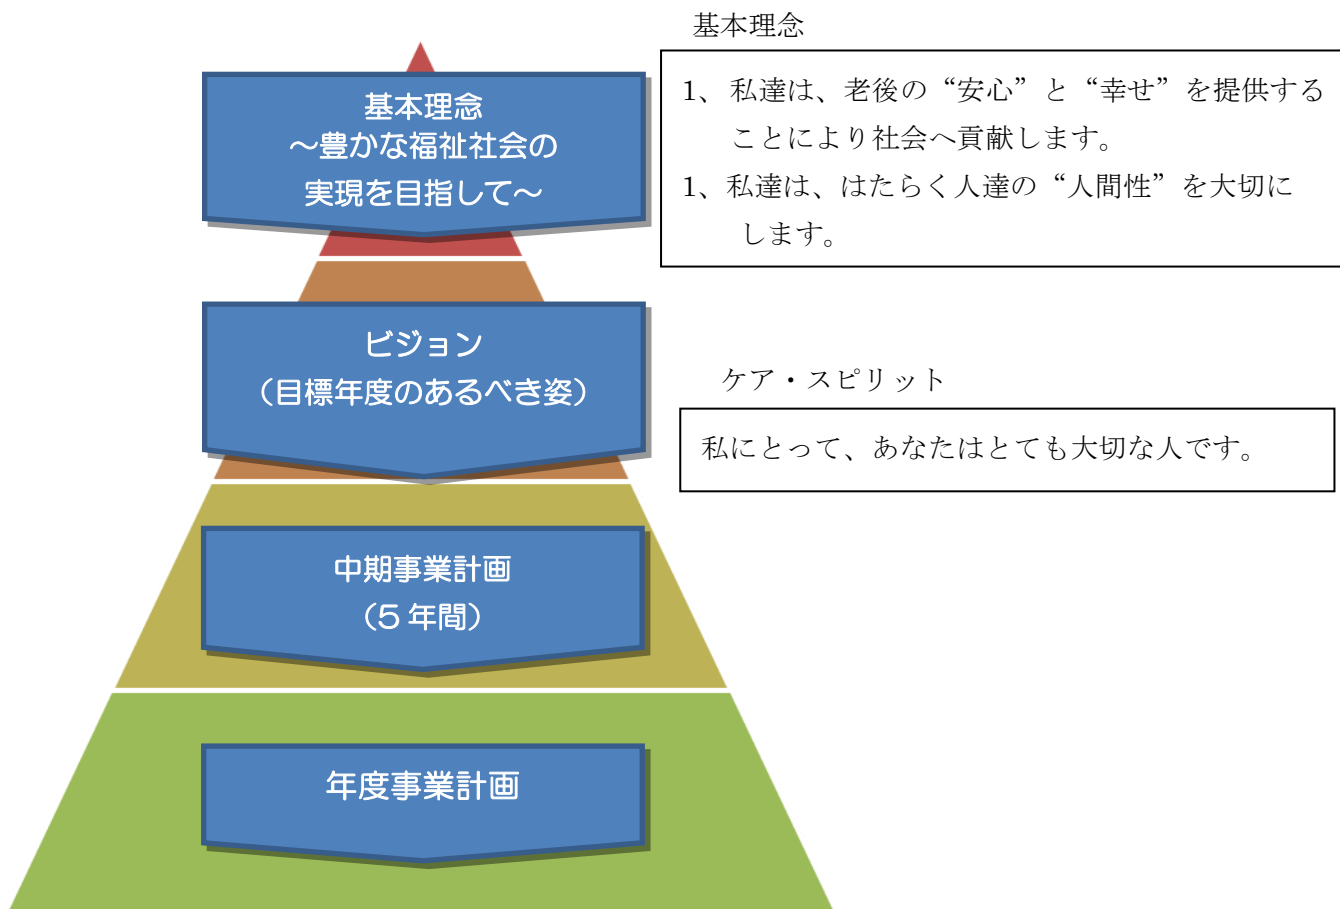 基本理念
～豊かな福祉社会の
実現を目指して～
ビジョン
（目標年度のあるべき姿）
中期事業計画
（5 年間）
年度事業計画
基本理念
1、私達は、老後の“安心”と“幸せ”を提供する
ことにより社会へ貢献します。
1、私達は、はたらく人達の“人間性”を大切に
します。
ケア・スピリット
私にとって、あなたはとても大切な人です。